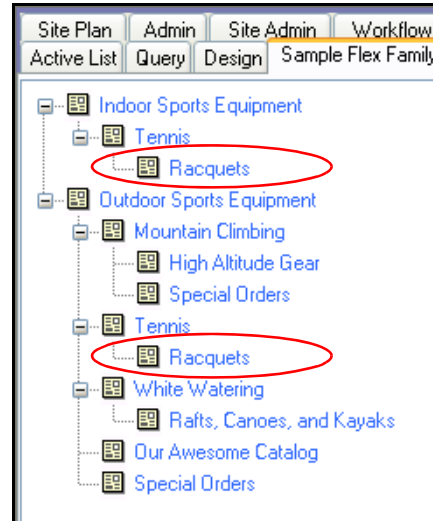 Site Plan Admin Site Admin Workflow
Active List Query Design Sample Flex Family
Indoor Sports Equipment
Tennis
Racquets
Outdoor Sports Equipment
Mountain Climbing
High Altitude Gear
Special Orders
Tennis
Racquets
White Watering
Rafts, Canoes, and Kayaks
Our Awesome Catalog
Special Orders